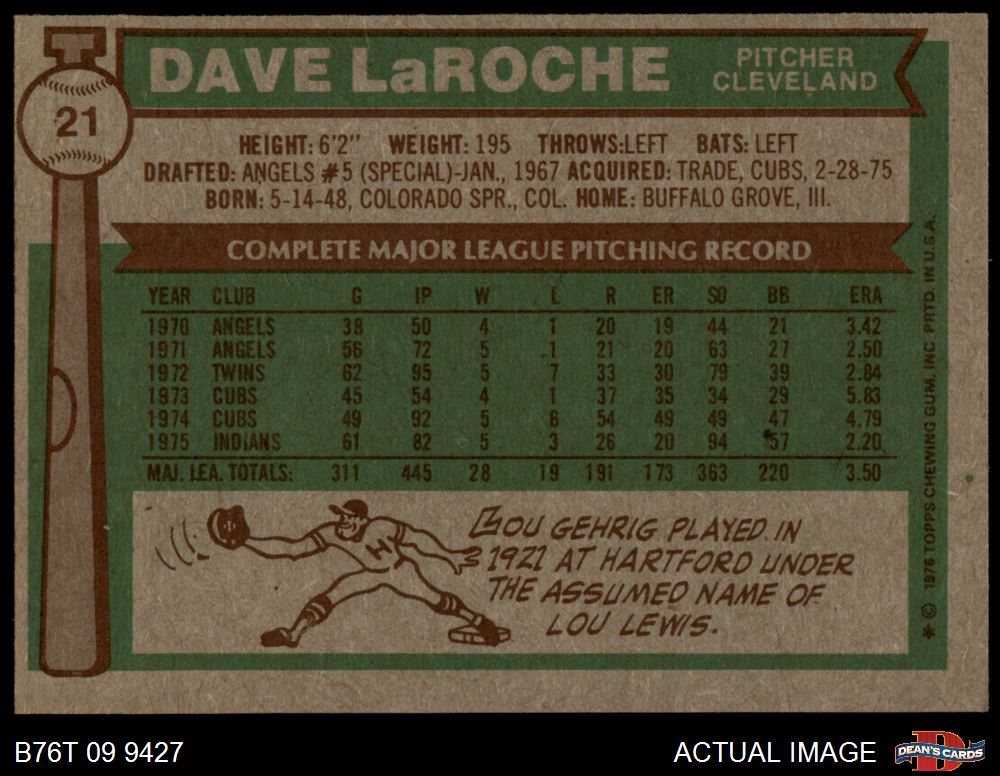 21
DAVE LaROCHE
PITCHER
CLEVELAND
HEIGHT: 6'2" WEIGHT: 195 THROWS:LEFT BATS: LEFT
DRAFTED: ANGELS #5 (SPECIAL)-JAN., 1967 ACQUIRED: TRADE, CUBS, 2-28-75
BORN: 5-14-48, COLORADO SPR., COL. HOME: BUFFALO GROVE, Ill.
COMPLETE MAJOR LEAGUE PITCHING RECORD
YEAR CLUB G IP W L R ER SO BB ERA
1970 ANGELS 38 50 4 1 20 19 44 21 3.42
1971 ANGELS 56 72 5 1 21 20 63 27 2.50
1972 TWINS 62 95 5 7 33 30 79 39 2.84
1973 CUBS 45 54 4 1 37 35 34 29 5.83
1974 CUBS 49 92 5 6 54 49 49 47 4.79
1975 INDIANS 61 82 5 3 26 20 94 57 2.20
MAJ. LEA. TOTALS: 311 445 28 19 191 173 363 220 3.50
H
LOU GEHRIG PLAYED IN
1921 AT HARTFORD UNDER
THE ASSUMED NAME OF
LOU LEWIS.
* © 1976 TOPPS CHEWING GUM, INC. PRTD. IN U.S.A.
B76T 09 9427
ACTUAL IMAGE
D
DEAN'S CARDS